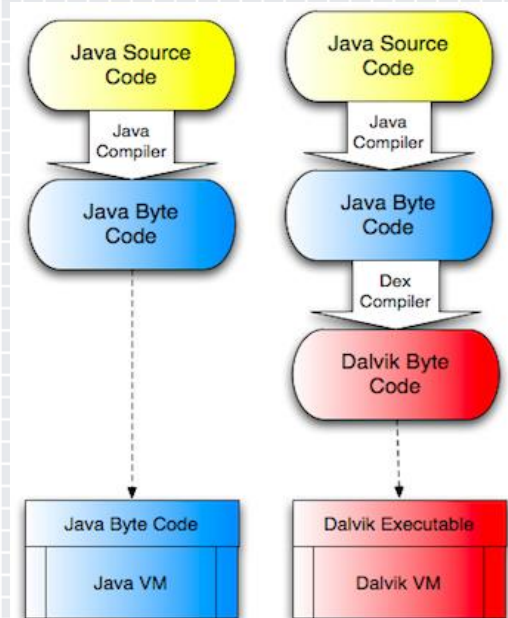 Java Source
Code
Java
Compiler
Java Byte
Code
Java Byte Code
Java VM
Java Source
Code
Java
Compiler
Java Byte
Code
Dex
Compiler
Dalvik Byte
Code
Dalvik Executable
Dalvik VM